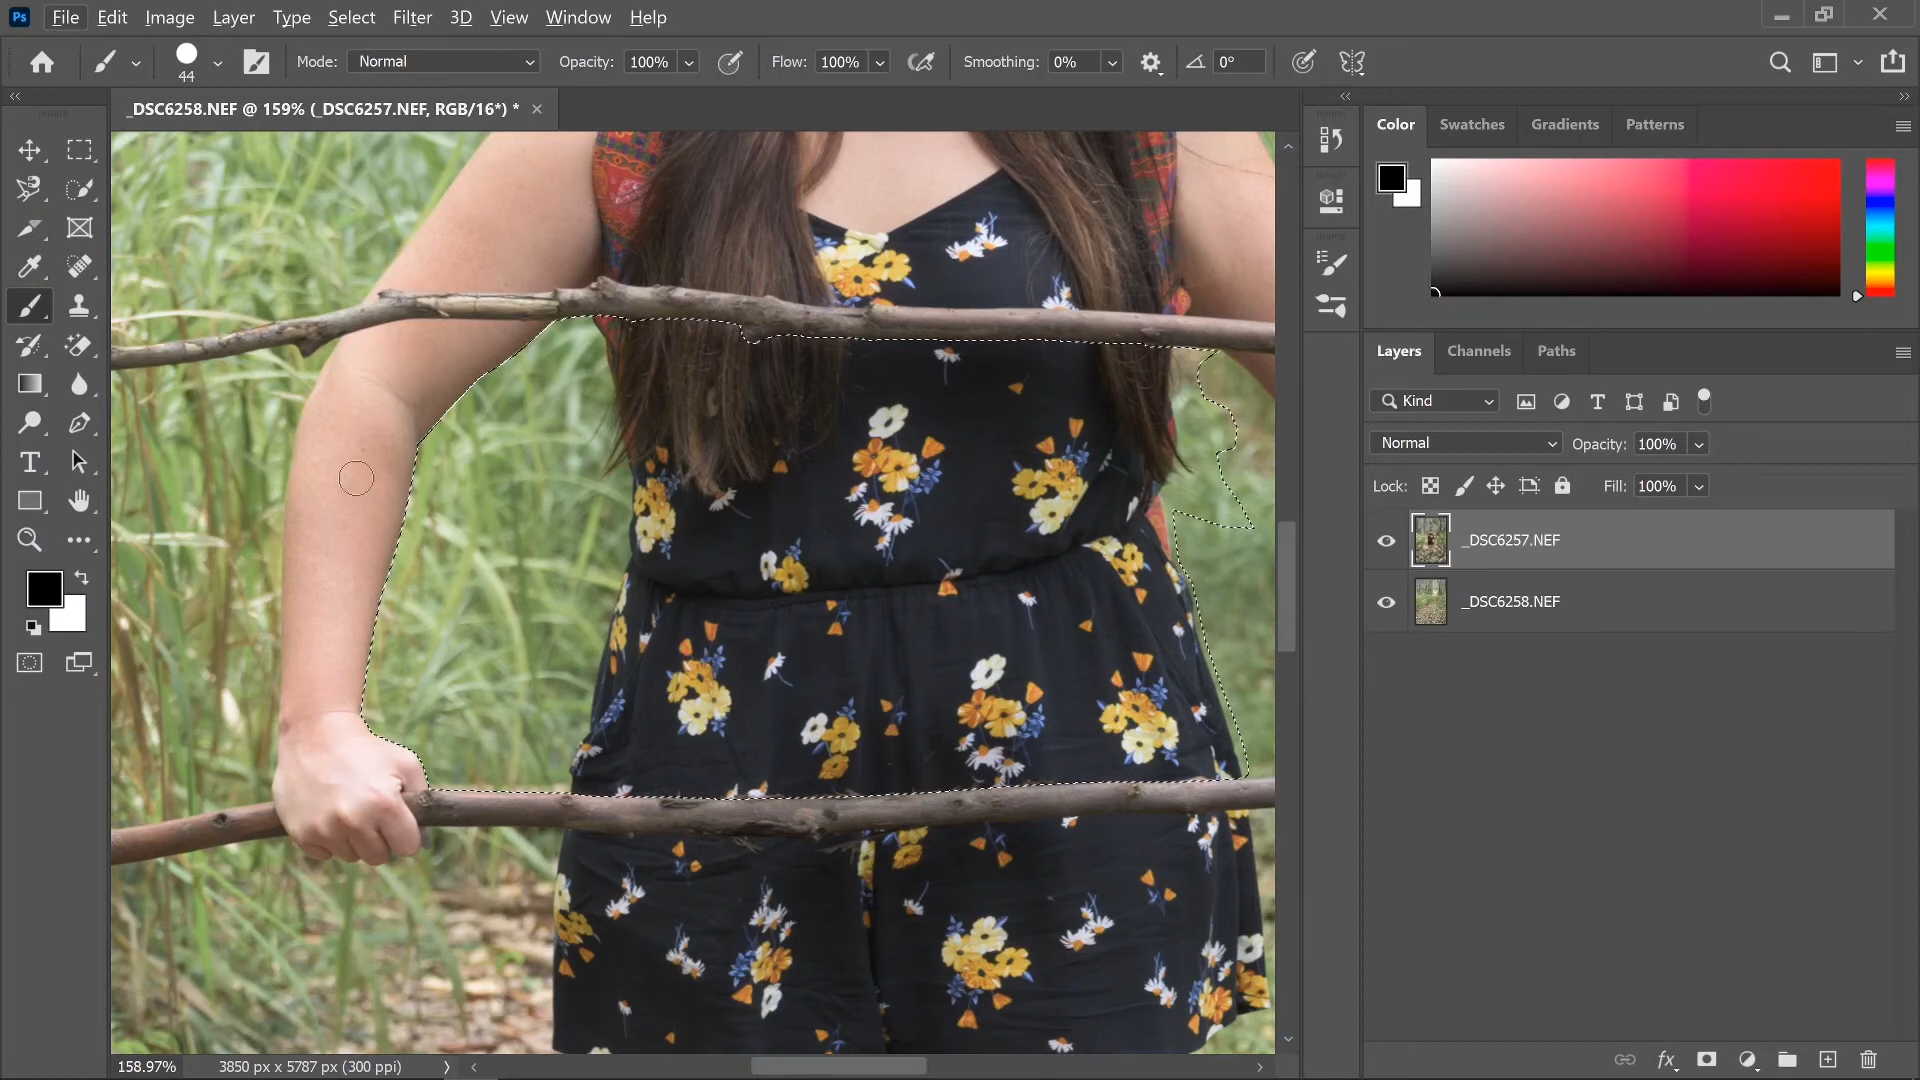 Ps File Edit Image Layer Select Type Filter 3D View Window Help
44 Mode: Normal Opacity: 100% Flow: 100% Smoothing: 0% 0°
_DSC6258.NEF @ 159% (_DSC6257.NEF, RGB/16*) *
Color Swatches Gradients Patterns
Layers Channels Paths
Kind
Normal Opacity: 100%
Lock: Fill: 100%
_DSC6257.NEF
_DSC6258.NEF
158.97% 3850 px x 5787 px (300 ppi)